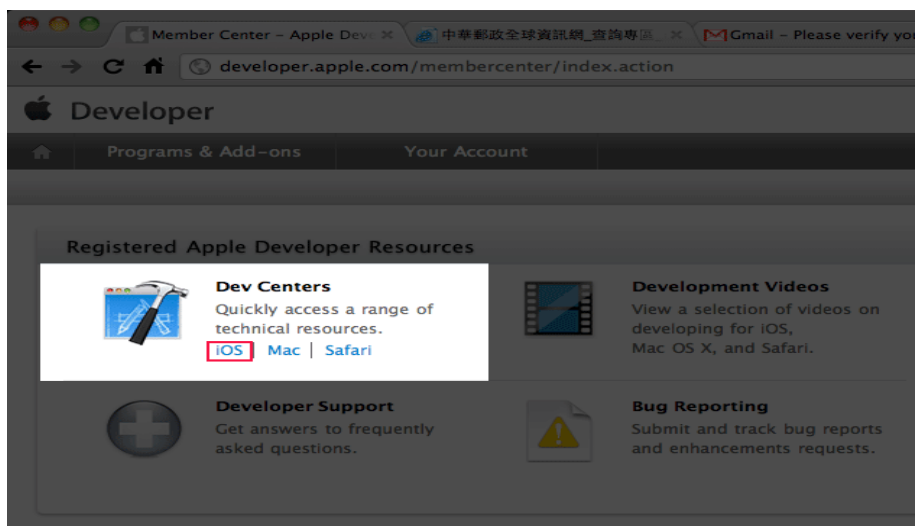 Member Center – Apple Deve
中華郵政全球資訊網_查詢專區_
Gmail – Please verify you
developer.apple.com/membercenter/index.action
Developer
Programs & Add-ons
Your Account
Registered Apple Developer Resources
Dev Centers
Quickly access a range of
technical resources.
iOS | Mac | Safari
Development Videos
View a selection of videos on
developing for iOS,
Mac OS X, and Safari.
Developer Support
Get answers to frequently
asked questions.
Bug Reporting
Submit and track bug reports
and enhancements requests.